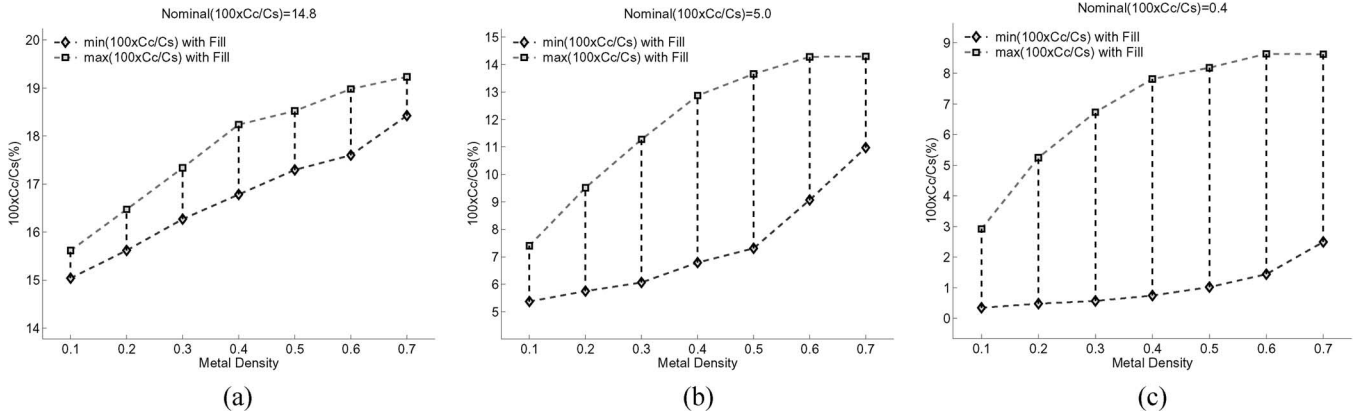 Nominal(100xCc/Cs)=14.8
min(100xCc/Cs) with Fill
max(100xCc/Cs) with Fill
100xCc/Cs(%)
20
19
18
17
16
15
14
0.1 0.2 0.3 0.4 0.5 0.6 0.7
Metal Density
(a)
Nominal(100xCc/Cs)=5.0
min(100xCc/Cs) with Fill
max(100xCc/Cs) with Fill
100xCc/Cs(%)
15
14
13
12
11
10
9
8
7
6
5
0.1 0.2 0.3 0.4 0.5 0.6 0.7
Metal Density
(b)
Nominal(100xCc/Cs)=0.4
min(100xCc/Cs) with Fill
max(100xCc/Cs) with Fill
100xCc/Cs(%)
9
8
7
6
5
4
3
2
1
0
0.1 0.2 0.3 0.4 0.5 0.6 0.7
Metal Density
(c)